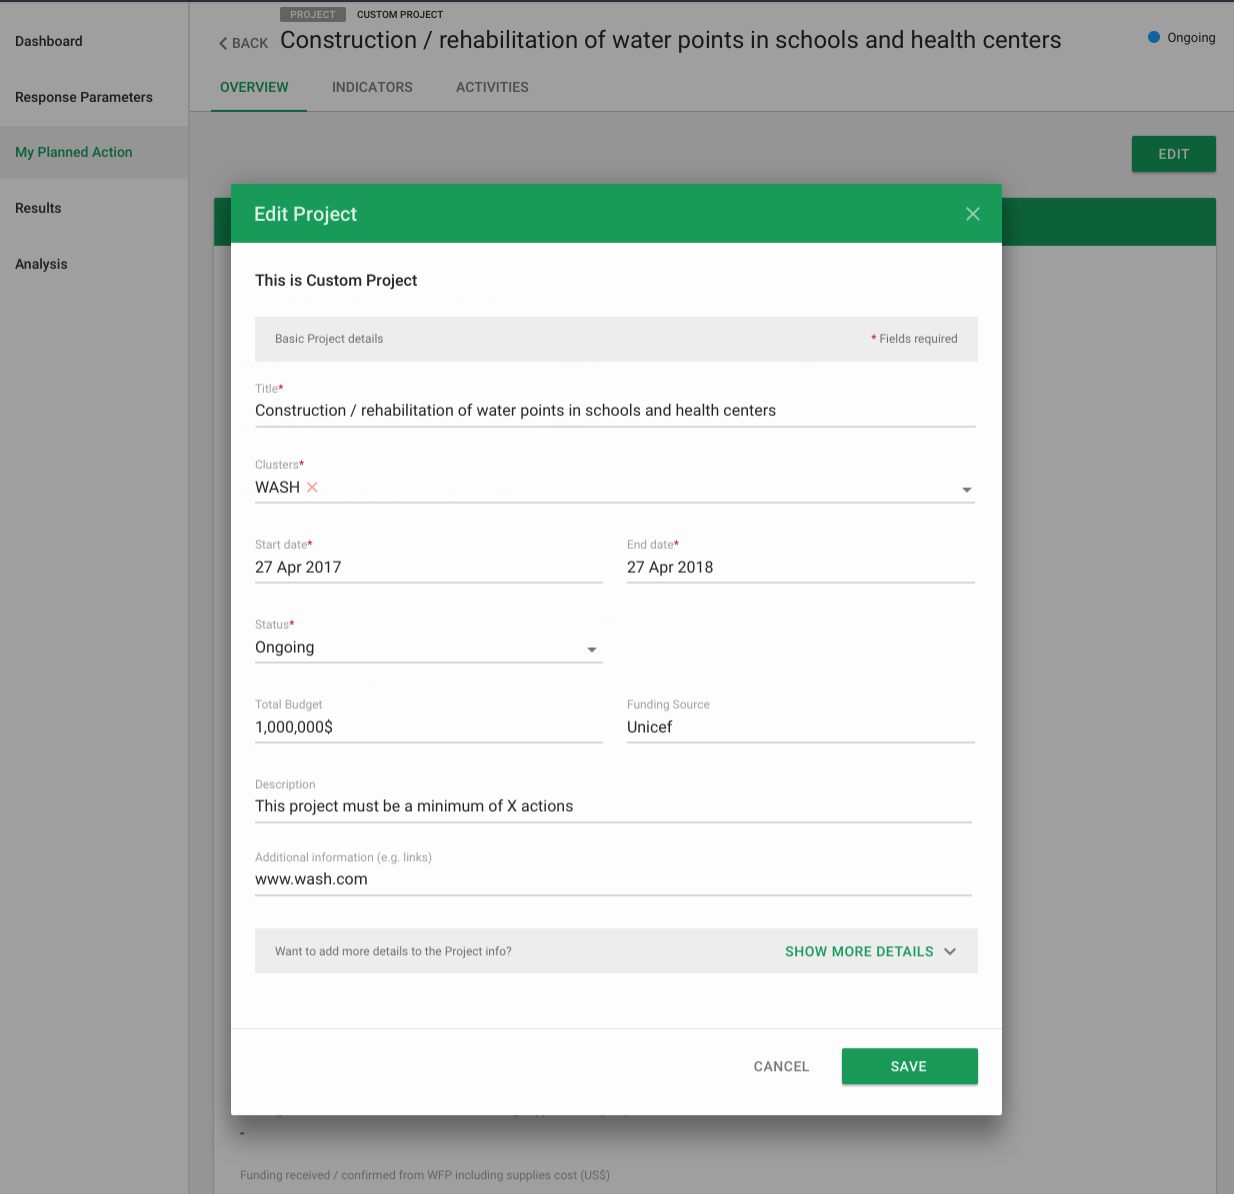 PROJECT CUSTOM PROJECT
BACK Construction / rehabilitation of water points in schools and health centers
Ongoing
OVERVIEW INDICATORS ACTIVITIES
Dashboard
Response Parameters
My Planned Action
Results
Analysis
EDIT
Edit Project
This is Custom Project
Basic Project details * Fields required
Title*
Construction / rehabilitation of water points in schools and health centers
Clusters*
WASH
Start date* End date*
27 Apr 2017 27 Apr 2018
Status*
Ongoing
Total Budget Funding Source
1,000,000$ Unicef
Description
This project must be a minimum of X actions
Additional information (e.g. links)
www.wash.com
Want to add more details to the Project info? SHOW MORE DETAILS
CANCEL SAVE
-
Funding received / confirmed from WFP including supplies cost (US$)